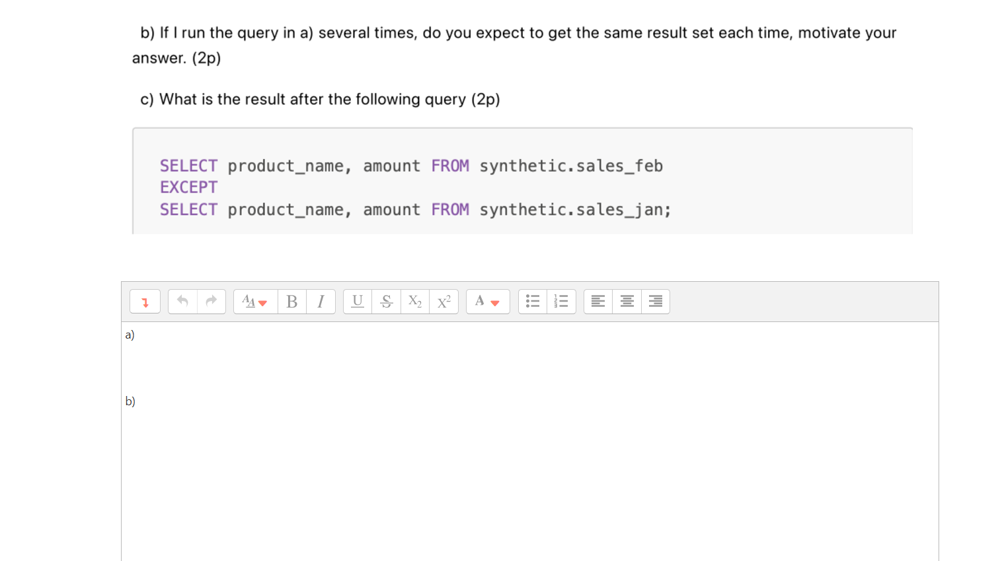 b) If I run the query in a) several times, do you expect to get the same result set each time, motivate your
answer. (2p)
c) What is the result after the following query (2p)
SELECT product_name, amount FROM synthetic.sales_feb
EXCEPT
SELECT product_name, amount FROM synthetic.sales_jan;
A A B I U S X2 X2 A
a)
b)